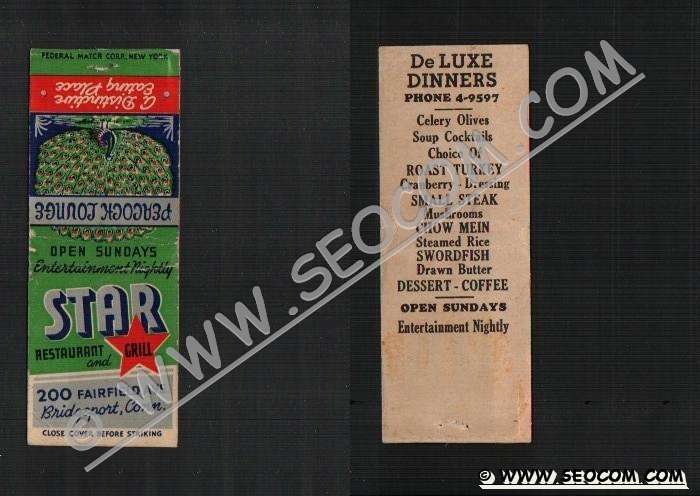 FEDERAL MATCH CORP. NEW YORK
A Distinctive
Eating Place
PEACOCK LOUNGE
OPEN SUNDAYS
Entertainment Nightly
STAR
RESTAURANT and GRILL
200 FAIRFIELD
Bridgeport, Conn.
CLOSE COVER BEFORE STRIKING
De LUXE
DINNERS
PHONE 4-9597
Celery Olives
Soup Cocktails
Choice Of
ROAST TURKEY
Cranberry - Dressing
SMALL STEAK
Mushrooms
CHOW MEIN
Steamed Rice
SWORDFISH
Drawn Butter
DESSERT - COFFEE
OPEN SUNDAYS
Entertainment Nightly
© WWW.SEOCOM.COM
© WWW.SEOCOM.COM